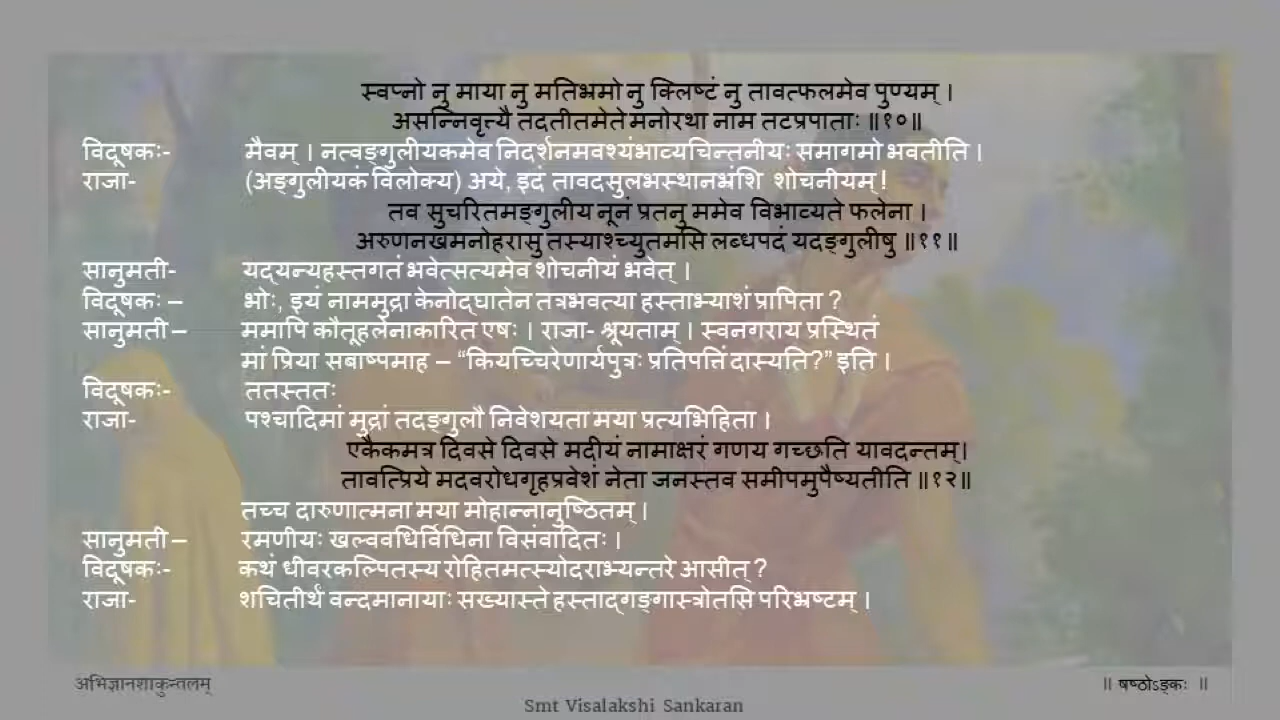 स्वप्नो नु माया नु मतिभ्रमो नु क्लिष्टं नु तावत्फलमेव पुण्यम् ।
असन्निवृत्त्यै तदतीतमेते मनोरथा नाम तटप्रपाताः ॥१०॥
विदूषकः- मैवम् । नत्वङ्गुलीयकमेव निदर्शनमवश्यंभाव्यचिन्तनीयः समागमो भवतीति ।
राजा- (अङ्गुलीयकं विलोक्य) अये, इदं तावदसुलभस्थानभ्रंशि शोचनीयम् !
तव सुचरितमङ्गुलीय नूनं प्रतनु ममेव विभाव्यते फलेना ।
अरुणनखमनोहरासु तस्याश्च्युतमसि लब्धपदं यदङ्गुलीषु ॥११॥
सानुमती- यद्यन्यहस्तगतं भवेत्सत्यमेव शोचनीयं भवेत् ।
विदूषकः – भोः, इयं नाममुद्रा केनोद्घातेन तत्रभवत्या हस्ताभ्याशं प्रापिता ?
सानुमती – ममापि कौतूहलेनाकारित एषः । राजा- श्रूयताम् । स्वनगराय प्रस्थितं
मां प्रिया सबाष्पमाह – “कियच्चिरेणार्यपुत्रः प्रतिपत्तिं दास्यति?” इति ।
विदूषकः- ततस्ततः
राजा- पश्चादिमां मुद्रां तदङ्गुलौ निवेशयता मया प्रत्यभिहिता ।
एकैकमत्र दिवसे दिवसे मदीयं नामाक्षरं गणय गच्छति यावदन्तम्।
तावत्प्रिये मदवरोधगृहप्रवेशं नेता जनस्तव समीपमुपैष्यतीति ॥१२॥
तच्च दारुणात्मना मया मोहान्नानुष्ठितम् ।
सानुमती – रमणीयः खल्ववधिर्विधिना विसंवादितः ।
विदूषकः- कथं धीवरकल्पितस्य रोहितमत्स्योदराभ्यन्तरे आसीत् ?
राजा- शचितीर्थं वन्दमानायाः सख्यास्ते हस्ताद्गङ्गास्त्रोतसि परिभ्रष्टम् ।
अभिज्ञानशाकुन्तलम्
॥ षष्ठोऽङ्कः ॥
Smt Visalakshi Sankaran